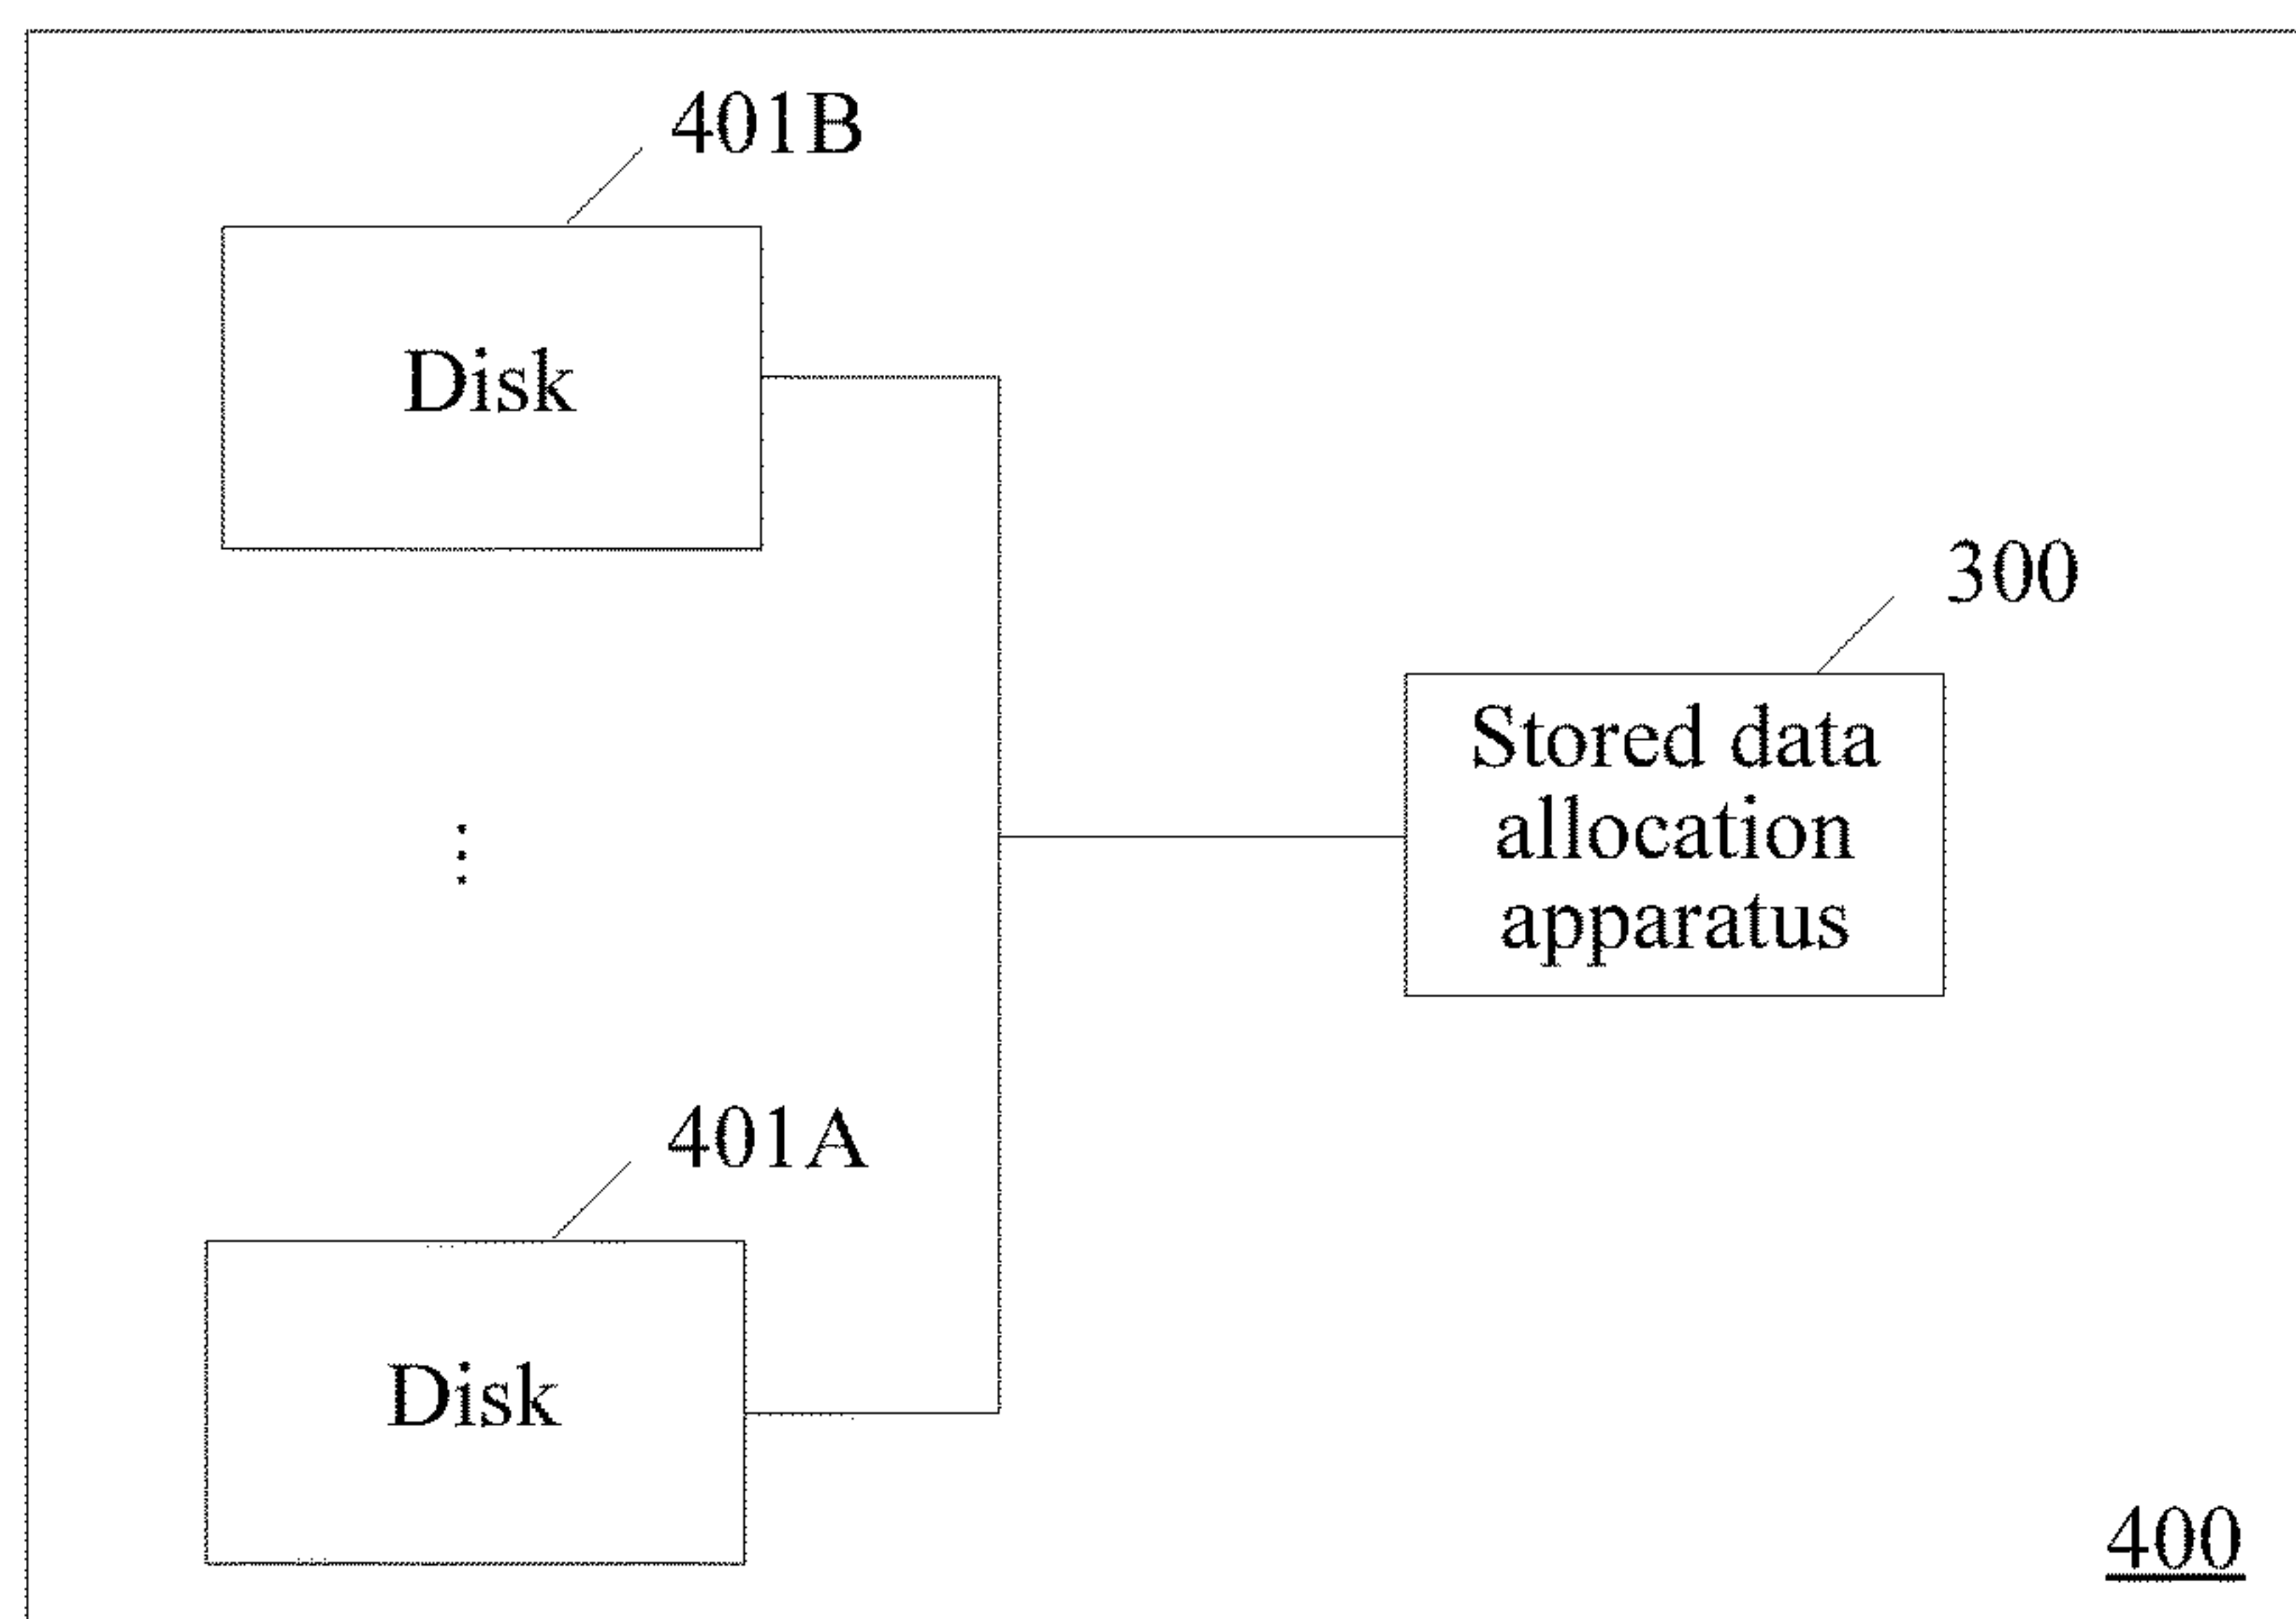 401B
Disk
300
Stored data
allocation
apparatus
401A
Disk
400